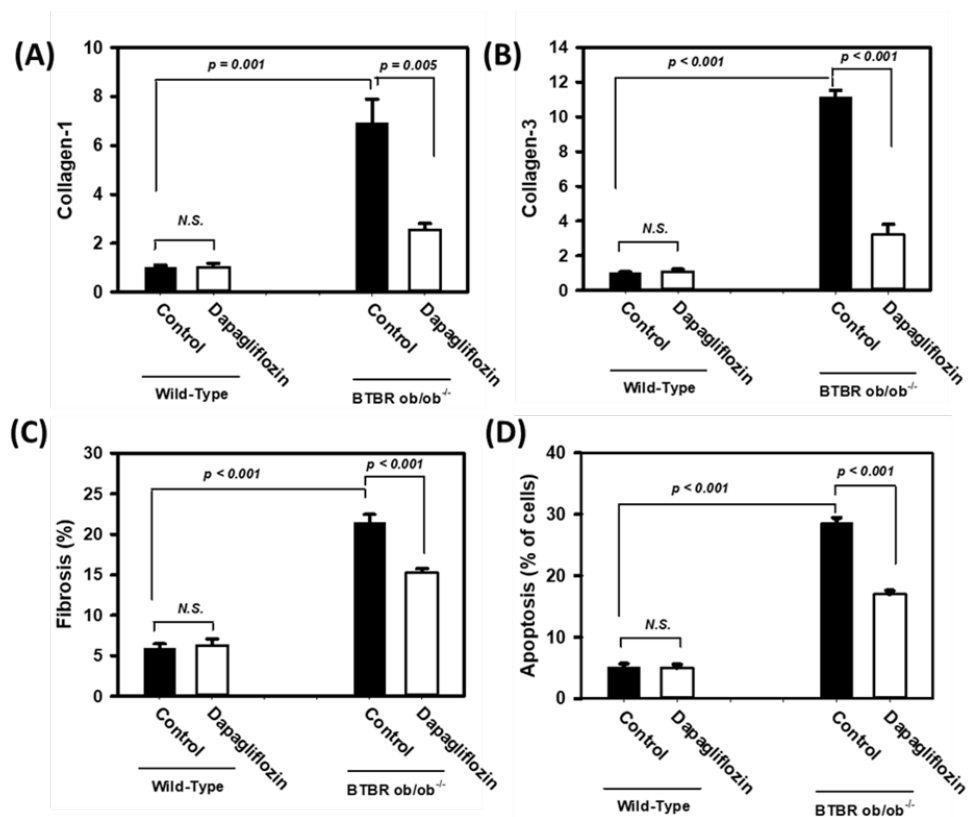 (A)
Collagen-1
10
8
6
4
2
0
p = 0.001
p = 0.005
N.S.
Control
Dapagliflozin
Control
Dapagliflozin
Wild-Type
BTBR ob/ob-/-
(B)
Collagen-3
14
12
10
8
6
4
2
0
p < 0.001
p < 0.001
N.S.
Control
Dapagliflozin
Control
Dapagliflozin
Wild-Type
BTBR ob/ob-/-
(C)
Fibrosis (%)
30
25
20
15
10
5
0
p < 0.001
p < 0.001
N.S.
Control
Dapagliflozin
Control
Dapagliflozin
Wild-Type
BTBR ob/ob-/-
(D)
Apoptosis (% of cells)
40
30
20
10
0
p < 0.001
p < 0.001
N.S.
Control
Dapagliflozin
Control
Dapagliflozin
Wild-Type
BTBR ob/ob-/-